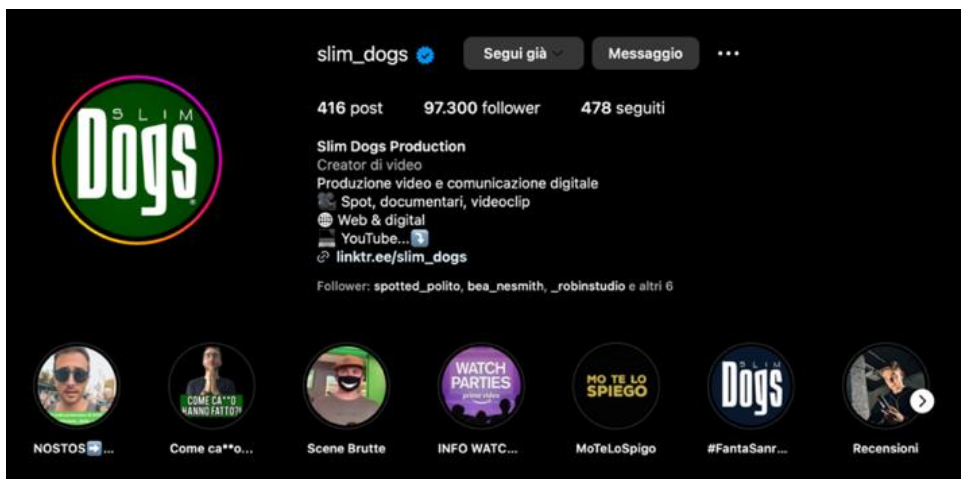 slim_dogs Segui già Messaggio
416 post 97.300 follower 478 seguiti
SLIM
Dogs
Slim Dogs Production
Creator di video
Produzione video e comunicazione digitale
Spot, documentari, videoclip
Web & digital
YouTube...
linktr.ee/slim_dogs
Follower: spotted_polito, bea_nesmith, _robinstudio e altri 6
COME CA**O
HANNO FATTO?!
WATCH
PARTIES
prime video
MO TE LO
SPIEGO
SLIM
Dogs
NOSTOS ... Come ca**o... Scene Brutte INFO WATC... MoTeLoSpigo #FantaSanr... Recensioni